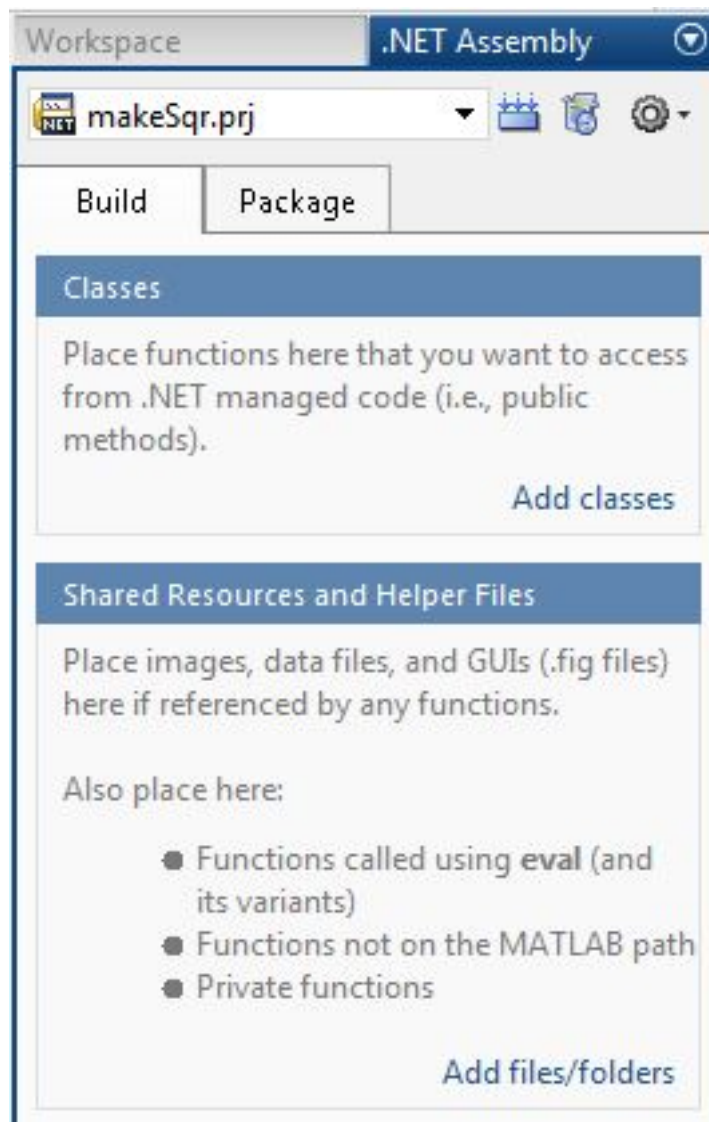 Workspace
.NET Assembly
NET
makeSqr.prj
Build
Package
Classes
Place functions here that you want to access
from .NET managed code (i.e., public
methods).
Add classes
Shared Resources and Helper Files
Place images, data files, and GUIs (.fig files)
here if referenced by any functions.
Also place here:
Functions called using eval (and
its variants)
Functions not on the MATLAB path
Private functions
Add files/folders